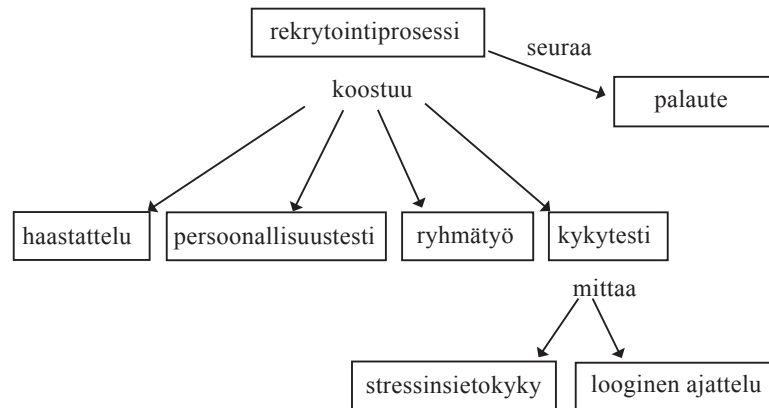 rekrytointiprosessi
seuraa
koostuu
palaute
haastattelu
persoonallisuustesti
ryhmätyö
kykytesti
mittaa
stressinsietokyky
looginen ajattelu